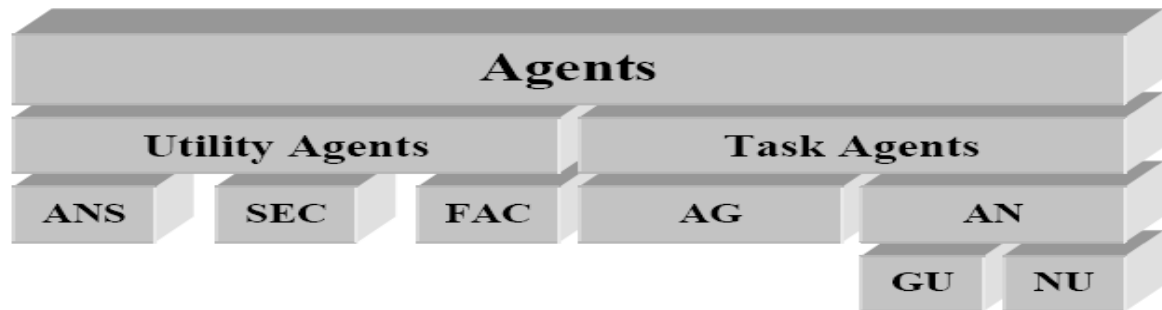 Agents
Utility Agents Task Agents
ANS SEC FAC AG AN
GU NU